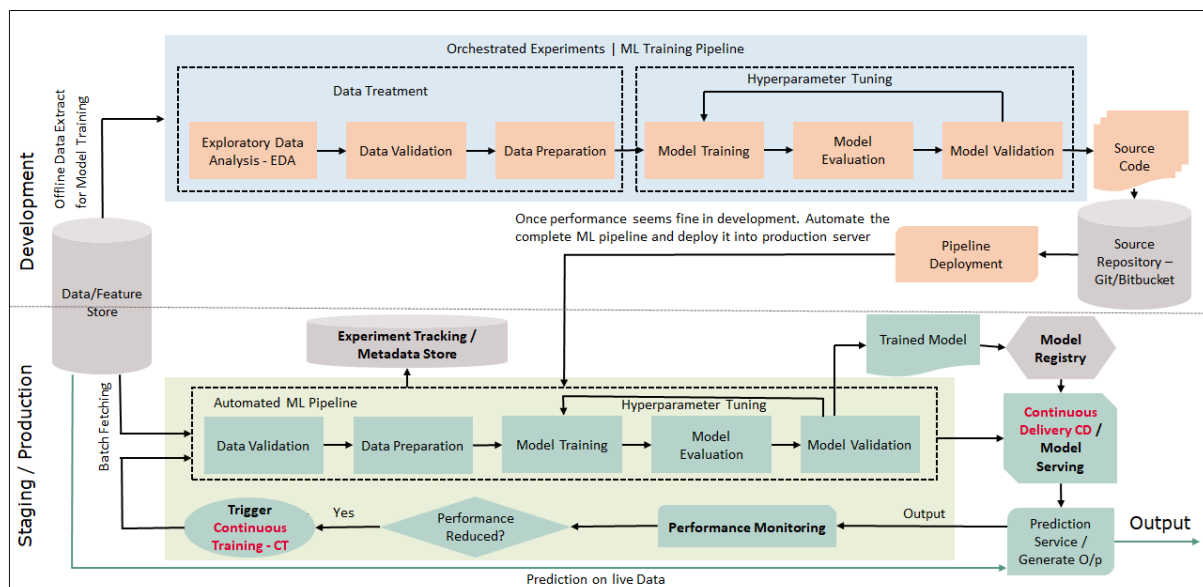 Orchestrated Experiments | ML Training Pipeline
Data Treatment
Hyperparameter Tuning
Offline Data Extract
for Model Training
Exploratory Data
Analysis - EDA
Data Validation
Data Preparation
Model Training
Model
Evaluation
Model Validation
Source
Code
Development
Once performance seems fine in development. Automate the
complete ML pipeline and deploy it into production server
Pipeline
Deployment
Source
Repository –
Git/Bitbucket
Data/Feature
Store
Experiment Tracking /
Metadata Store
Trained Model
Model
Registry
Staging / Production
Batch Fetching
Automated ML Pipeline
Hyperparameter Tuning
Data Validation
Data Preparation
Model Training
Model
Evaluation
Model Validation
Continuous
Delivery CD /
Model
Serving
Trigger
Continuous
Training - CT
Yes
Performance
Reduced?
Performance Monitoring
Output
Prediction
Service /
Generate O/p
Output
Prediction on live Data